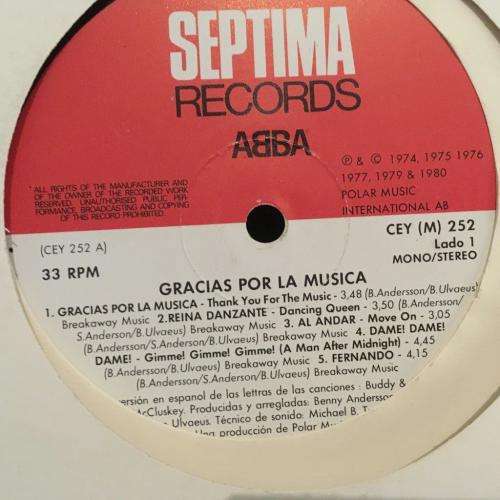 SEPTIMA
RECORDS
ABBA
℗ & © 1974, 1975 1976
1977, 1979 & 1980
POLAR MUSIC
INTERNATIONAL AB
"ALL RIGHTS OF THE MANUFACTURER AND
OF THE OWNER OF THE RECORDED WORK
RESERVED. UNAUTHORISED PUBLIC PER-
FORMANCE, BROADCASTING AND COPYING
OF THIS RECORD PROHIBITED.
(CEY 252 A)
33 RPM
CEY (M) 252
Lado 1
MONO/STEREO
GRACIAS POR LA MUSICA
1. GRACIAS POR LA MUSICA - Thank You For The Music - 3,48 (B.Andersson/B.Ulvaeus)
Breakaway Music 2.REINA DANZANTE - Dancing Queen - 3,50 (B.Andersson/
S.Anderson/B.Ulvaeus) Breakaway Music 3. AL ANDAR - Move On - 3,05
(B.Andersson/S.Anderson/B.Ulvaeus) Breakaway Music 4. DAME! DAME!
DAME! - Gimme! Gimme! Gimme! (A Man After Midnight) - 4,45
(B.Andersson/B.Ulvaeus) Breakaway Music 5. FERNANDO - 4,15
(B.Andersson/S.Anderson/B.Ulvaeus) Breakaway Music
ersión en espanol de las letras de las canciones : Buddy &
McCluskey. Producidas y arregladas: Benny Anderss
Ulvaeus. Técnico de sonido: Michael B. T
Una producción de Polar Mus